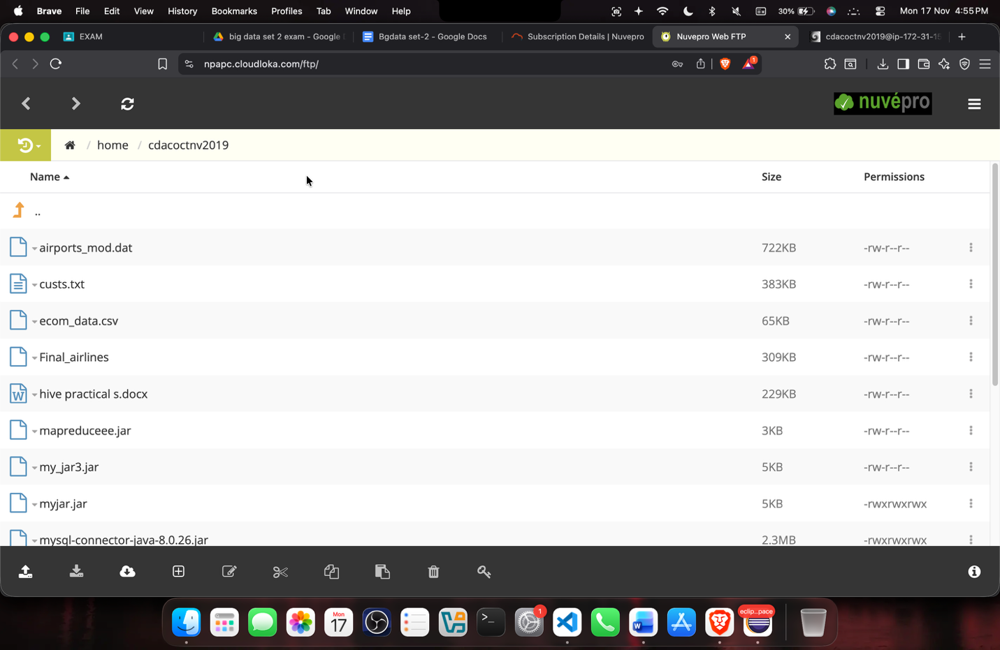 Brave File Edit View History Bookmarks Profiles Tab Window Help 30% Mon 17 Nov 4:55 PM
EXAM big data set 2 exam - Google Bgdata set-2 - Google Docs Subscription Details | Nuvepro Nuvepro Web FTP cdacoctnv2019@ip-172-31-15
npapc.cloudloka.com/ftp/ 1
nuvépro
home / cdacoctnv2019
Name Size Permissions
..
airports_mod.dat 722KB -rw-r--r--
custs.txt 383KB -rw-r--r--
ecom_data.csv 65KB -rw-r--r--
Final_airlines 309KB -rw-r--r--
hive practical s.docx 229KB -rw-r--r--
mapreduceee.jar 3KB -rw-r--r--
my_jar3.jar 5KB -rw-r--r--
myjar.jar 5KB -rwxrwxrwx
mysql-connector-java-8.0.26.jar 2.3MB -rwxrwxrwx
Mon 17 1 eclip...pace